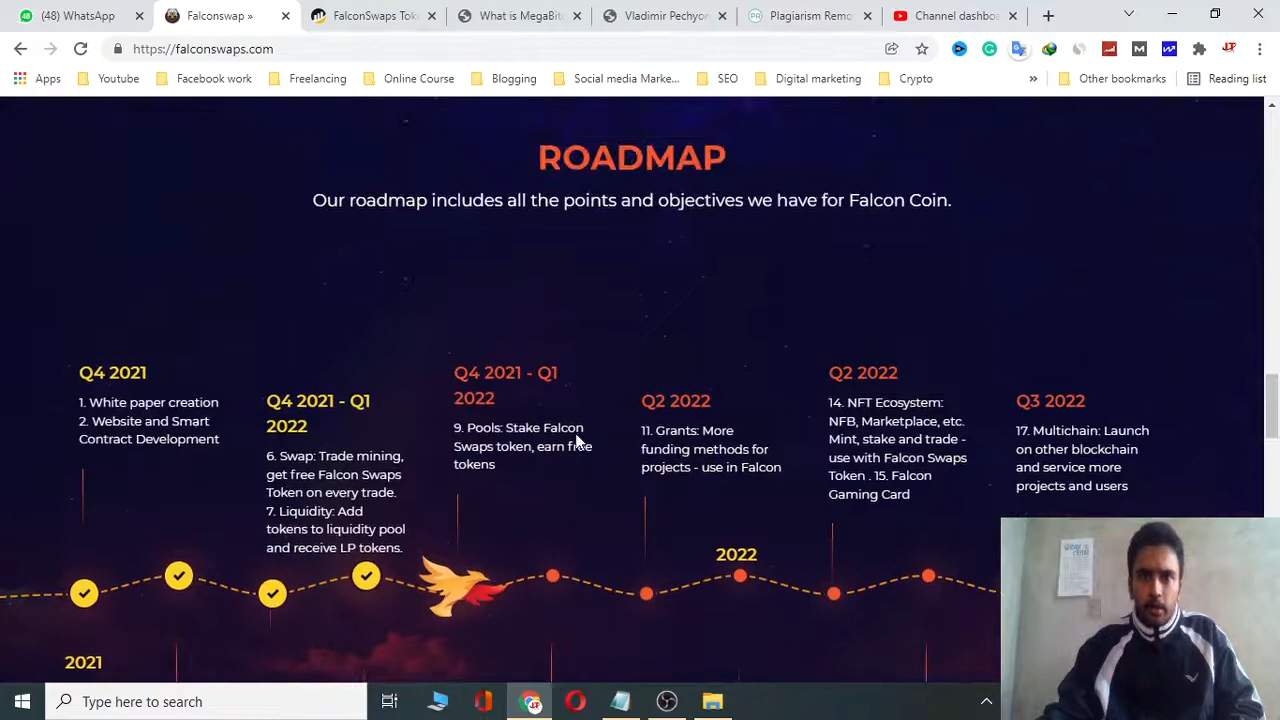 (48) WhatsApp
Falconswap »
FalconSwaps Tok
What is MegaBit
Vladimir Pechyor
Plagiarism Remo
Channel dashboa
https://falconswaps.com
Apps
Youtube
Facebook work
Freelancing
Online Course
Blogging
Social media Marke...
SEO
Digital marketing
Crypto
»
Other bookmarks
Reading list
ROADMAP
Our roadmap includes all the points and objectives we have for Falcon Coin.
Q4 2021
1. White paper creation
2. Website and Smart
Contract Development
Q4 2021 - Q1
2022
6. Swap: Trade mining,
get free Falcon Swaps
Token on every trade.
7. Liquidity: Add
tokens to liquidity pool
and receive LP tokens.
Q4 2021 - Q1
2022
9. Pools: Stake Falcon
Swaps token, earn free
tokens
Q2 2022
11. Grants: More
funding methods for
projects - use in Falcon
Q2 2022
14. NFT Ecosystem:
NFB, Marketplace, etc.
Mint, stake and trade -
use with Falcon Swaps
Token . 15. Falcon
Gaming Card
Q3 2022
17. Multichain: Launch
on other blockchain
and service more
projects and users
2022
2021
Type here to search